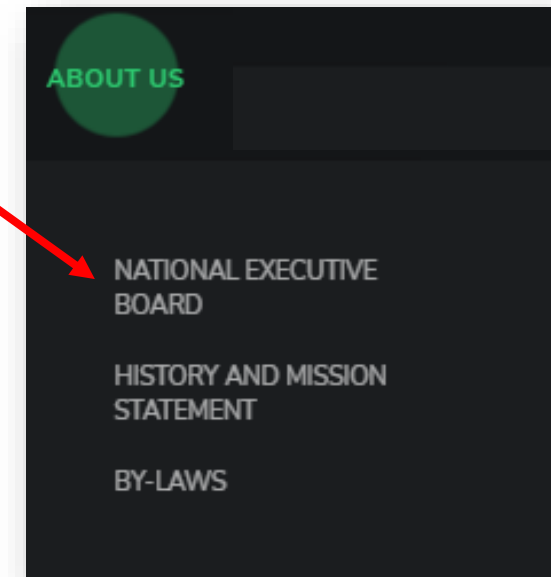 ABOUT US
NATIONAL EXECUTIVE
BOARD
HISTORY AND MISSION
STATEMENT
BY-LAWS